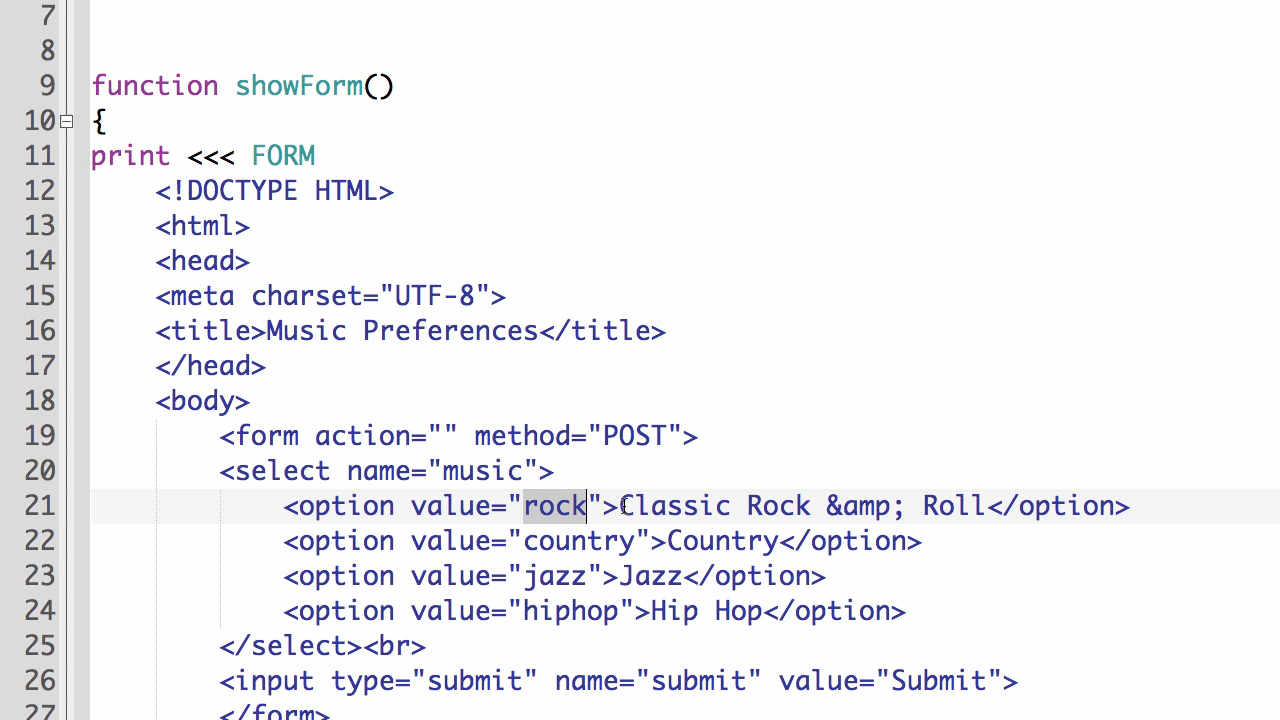 7
8
9 function showForm()
10 {
11 print <<< FORM
12 <!DOCTYPE HTML>
13 <html>
14 <head>
15 <meta charset="UTF-8">
16 <title>Music Preferences</title>
17 </head>
18 <body>
19 <form action="" method="POST">
20 <select name="music">
21 <option value="rock">Classic Rock &amp; Roll</option>
22 <option value="country">Country</option>
23 <option value="jazz">Jazz</option>
24 <option value="hiphop">Hip Hop</option>
25 </select><br>
26 <input type="submit" name="submit" value="Submit">
27 </form>